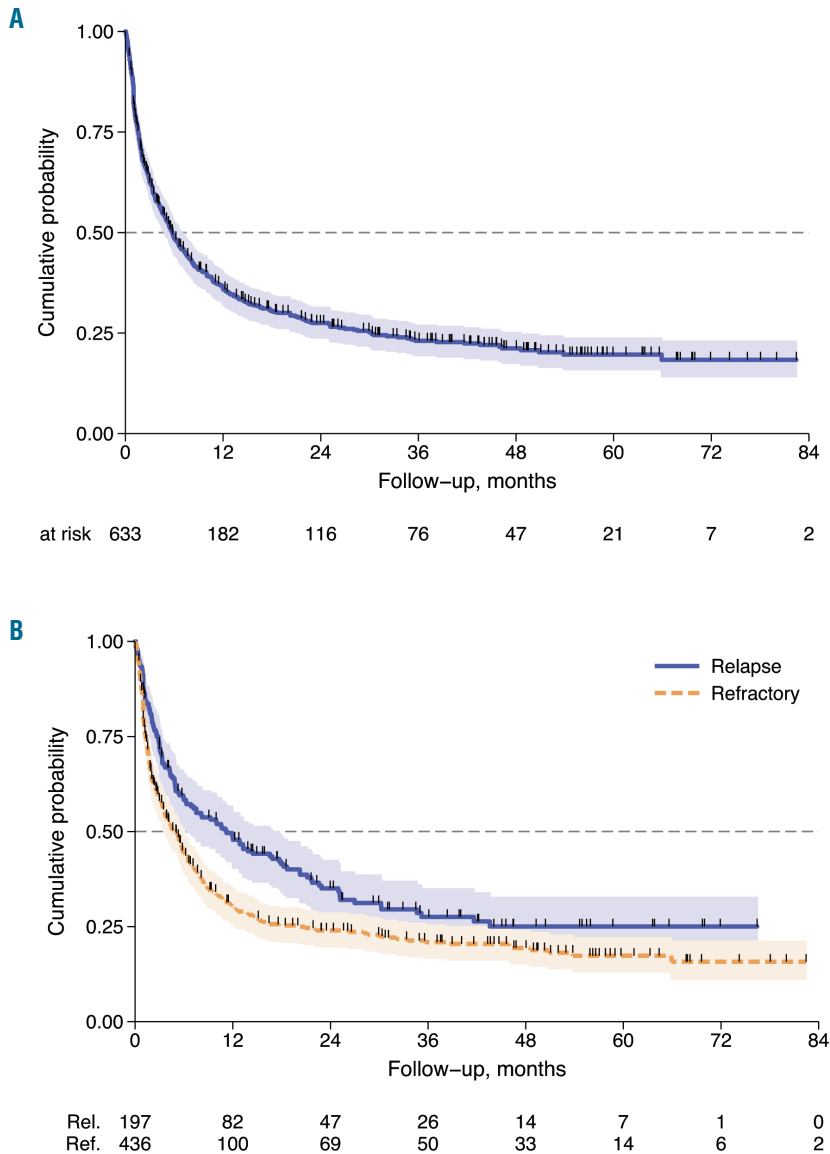 A
1.00
0.75
0.50
0.25
0.00
Cumulative probability
0 12 24 36 48 60 72 84
Follow–up, months
at risk 633 182 116 76 47 21 7 2
B
1.00
0.75
0.50
0.25
0.00
Cumulative probability
Relapse
Refractory
0 12 24 36 48 60 72 84
Follow–up, months
Rel. 197 82 47 26 14 7 1 0
Ref. 436 100 69 50 33 14 6 2